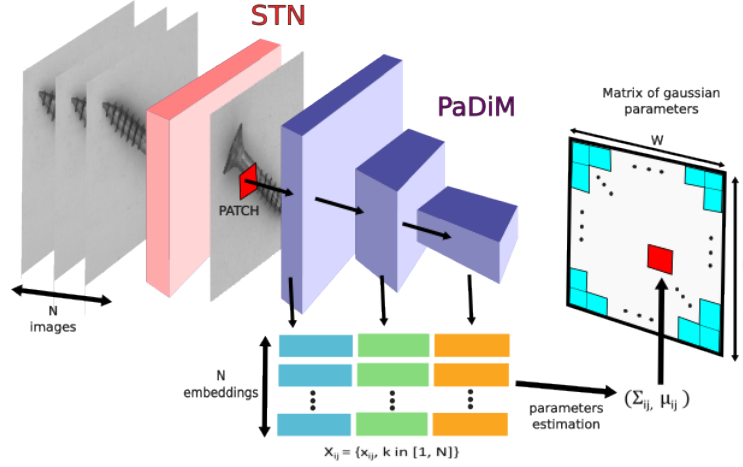 STN
PaDiM
Matrix of gaussian
parameters
W
PATCH
N
images
N
embeddings
parameters
estimation
(Σij, μij )
Xij = {xij, k in [1, N]}